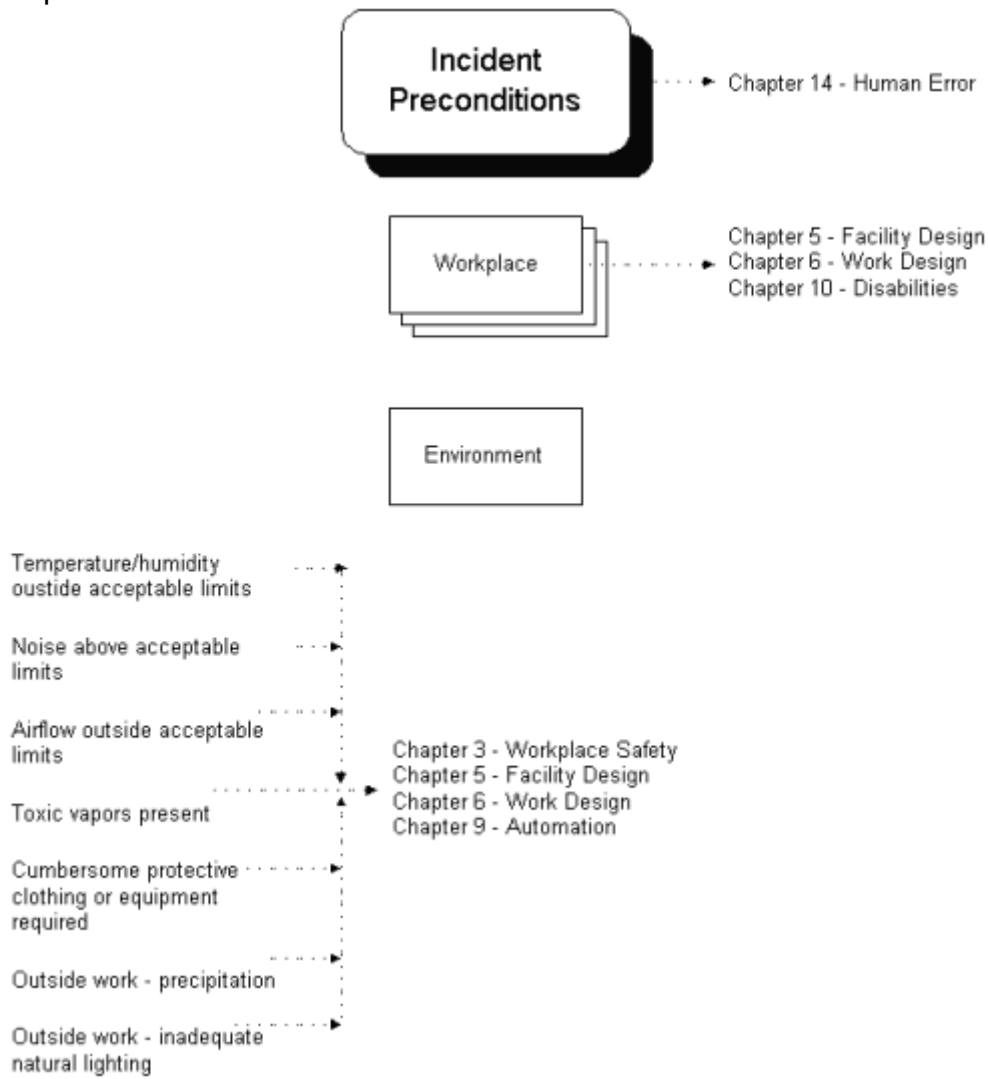 Incident
Preconditions
Chapter 14 - Human Error
Workplace
Chapter 5 - Facility Design
Chapter 6 - Work Design
Chapter 10 - Disabilities
Environment
Temperature/humidity
oustide acceptable limits
Noise above acceptable
limits
Airflow outside acceptable
limits
Toxic vapors present
Cumbersome protective
clothing or equipment
required
Outside work - precipitation
Outside work - inadequate
natural lighting
Chapter 3 - Workplace Safety
Chapter 5 - Facility Design
Chapter 6 - Work Design
Chapter 9 - Automation